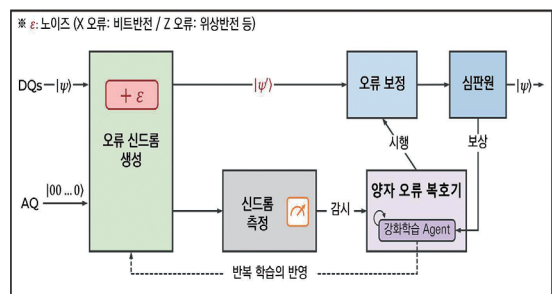 ※ ε: 노이즈 (X 오류: 비트반전 / Z 오류: 위상반전 등)
DQs |ψ⟩
+ ε
오류 신드롬
생성
|ψ'⟩
오류 보정
심판원
|ψ⟩
시행
보상
|00 ... 0⟩
AQ
신드롬
측정
감시
양자 오류 복호기
강화학습 Agent
반복 학습의 반영